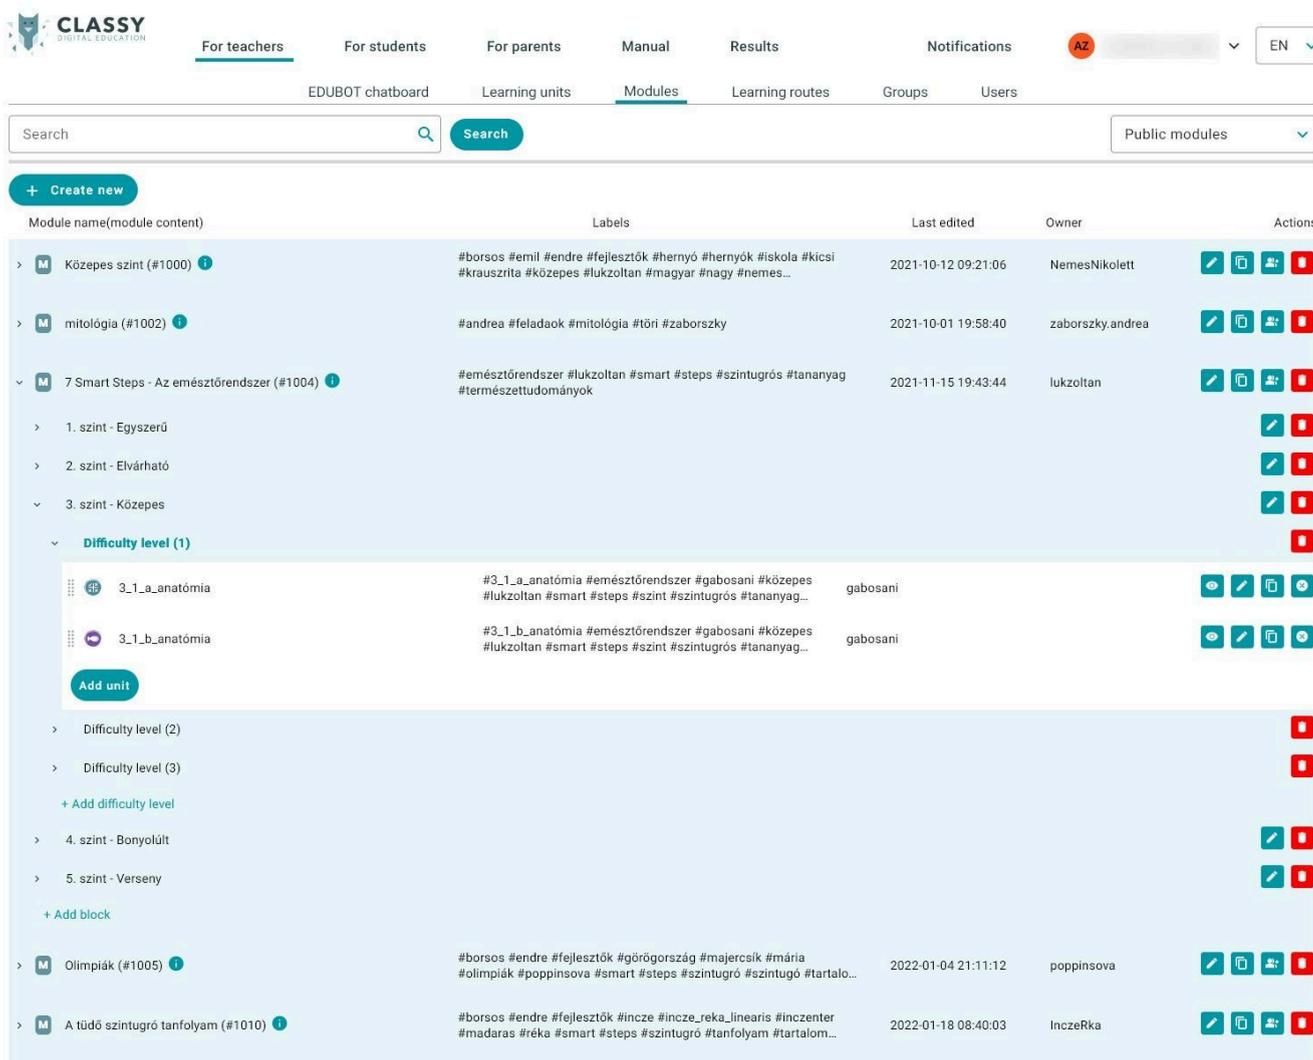 CLASSY
DIGITAL EDUCATION
For teachers For students For parents Manual Results Notifications AZ EN
EDUBOT chatboard Learning units Modules Learning routes Groups Users
Search Search Public modules
+ Create new
Module name(module content) Labels Last edited Owner Actions
M Közepes szint (#1000) i #borsos #emil #endre #fejlesztők #hernyó #hernyók #iskola #kicsi 2021-10-12 09:21:06 NemesNikolett
#krauszrita #közepes #lukzoltan #magyar #nagy #nemes...
M mitológia (#1002) i #andrea #feladaok #mitológia #töri #zaborszky 2021-10-01 19:58:40 zaborszky.andrea
M 7 Smart Steps - Az emésztőrendszer (#1004) i #emésztőrendszer #lukzoltan #smart #steps #szintugrós #tananyag 2021-11-15 19:43:44 lukzoltan
#természettudományok
1. szint - Egyszerű
2. szint - Elvárható
3. szint - Közepes
Difficulty level (1)
3_1_a_anatómia #3_1_a_anatómia #emésztőrendszer #gabosani #közepes gabosani
#lukzoltan #smart #steps #szint #szintugrós #tananyag...
3_1_b_anatómia #3_1_b_anatómia #emésztőrendszer #gabosani #közepes gabosani
#lukzoltan #smart #steps #szint #szintugrós #tananyag...
Add unit
Difficulty level (2)
Difficulty level (3)
+ Add difficulty level
4. szint - Bonyolúlt
5. szint - Verseny
+ Add block
M Olimpiák (#1005) i #borsos #endre #fejlesztők #görögország #majercsík #mária 2022-01-04 21:11:12 poppinsova
#olimpiák #poppinsova #smart #steps #szintugró #szintugó #tartalo...
M A tüdő szintugró tanfolyam (#1010) i #borsos #endre #fejlesztők #incze #incze_reka_linearis #inczenter 2022-01-18 08:40:03 InczeRka
#madaras #réka #smart #steps #szintugró #tanfolyam #tartalom...